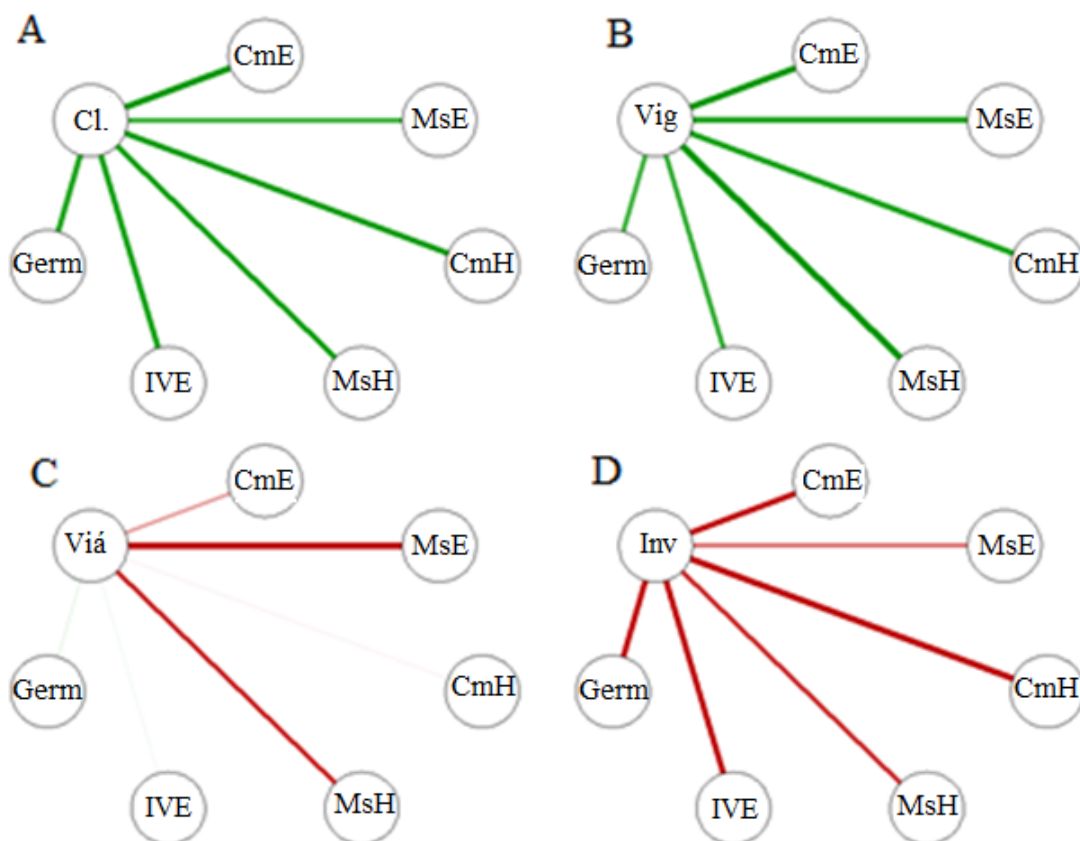 A
CmE
Cl.
MsE
Germ
CmH
IVE
MsH
B
CmE
Vig
MsE
Germ
CmH
IVE
MsH
C
CmE
Viá
MsE
Germ
CmH
IVE
MsH
D
CmE
Inv
MsE
Germ
CmH
IVE
MsH